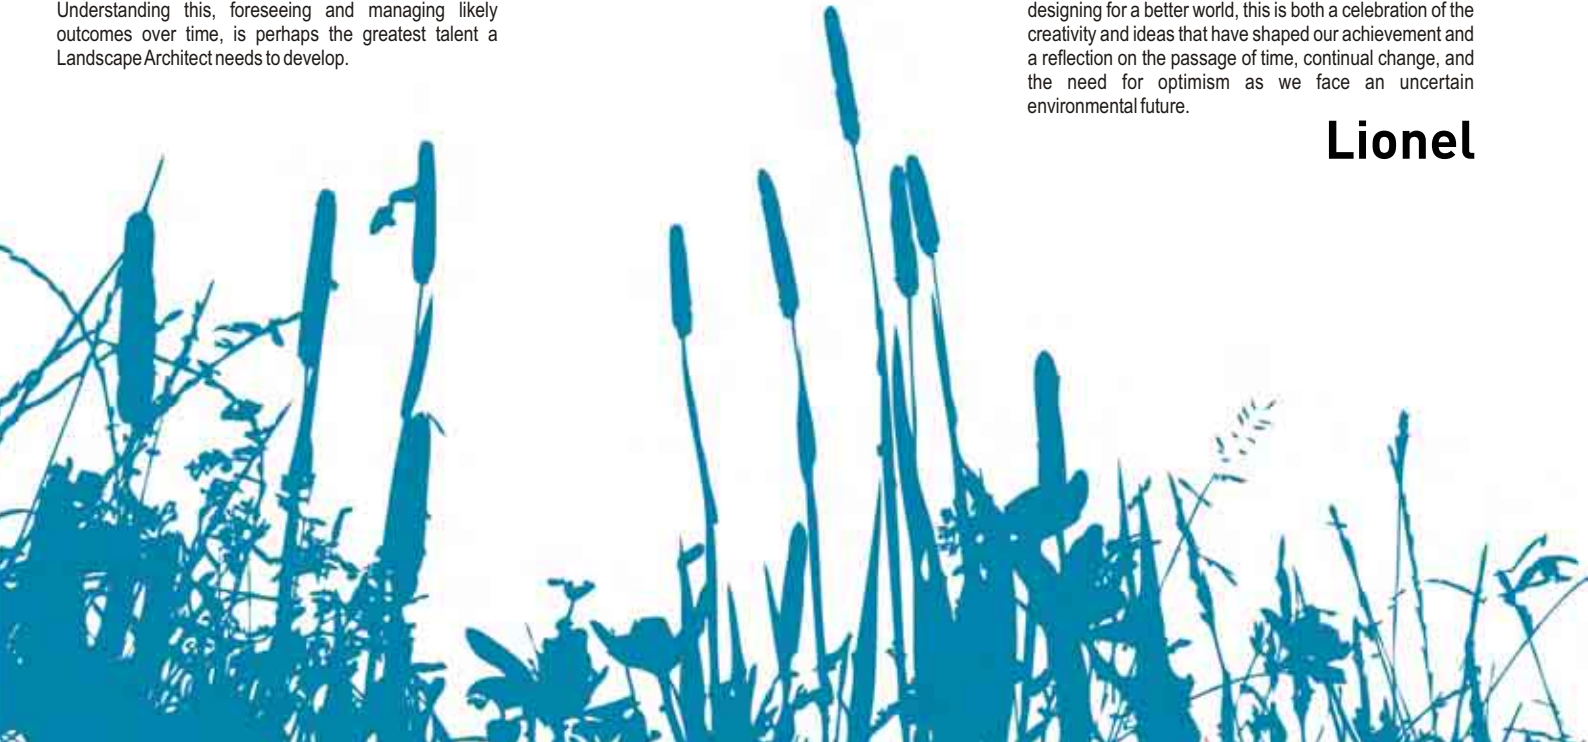 Understanding this, foreseeing and managing likely
outcomes over time, is perhaps the greatest talent a
Landscape Architect needs to develop.
designing for a better world, this is both a celebration of the
creativity and ideas that have shaped our achievement and
a reflection on the passage of time, continual change, and
the need for optimism as we face an uncertain
environmental future.
Lionel